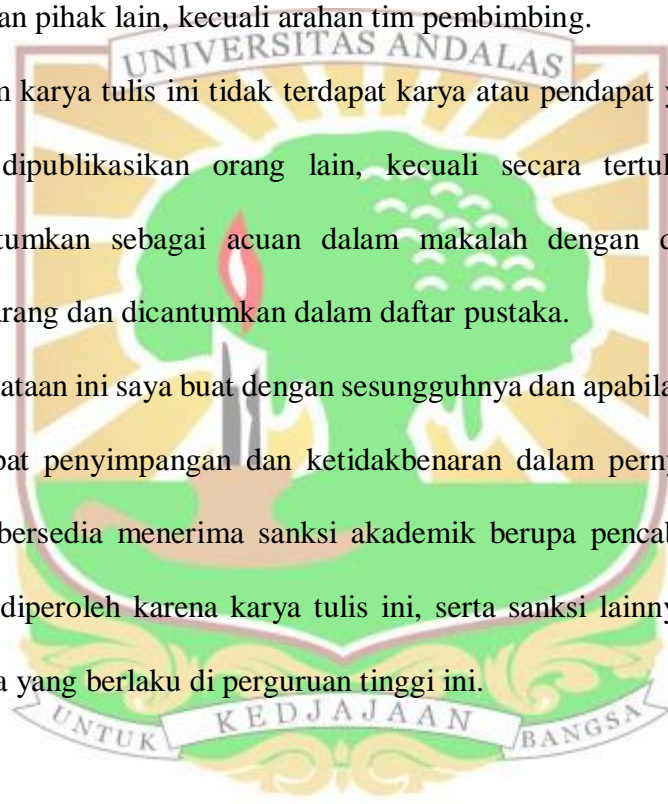 an pihak lain, kecuali arahan tim pembimbing.
UNIVERSITAS ANDALAS
m karya tulis ini tidak terdapat karya atau pendapat y
dipublikasikan orang lain, kecuali secara tertul
tumkan sebagai acuan dalam makalah dengan d
arang dan dicantumkan dalam daftar pustaka.
ataan ini saya buat dengan sesungguhnya dan apabila
pat penyimpangan dan ketidakbenaran dalam perny
bersedia menerima sanksi akademik berupa pencab
diperoleh karena karya tulis ini, serta sanksi lainny
a yang berlaku di perguruan tinggi ini.
UNTUK KEDJAJAAN BANGSA